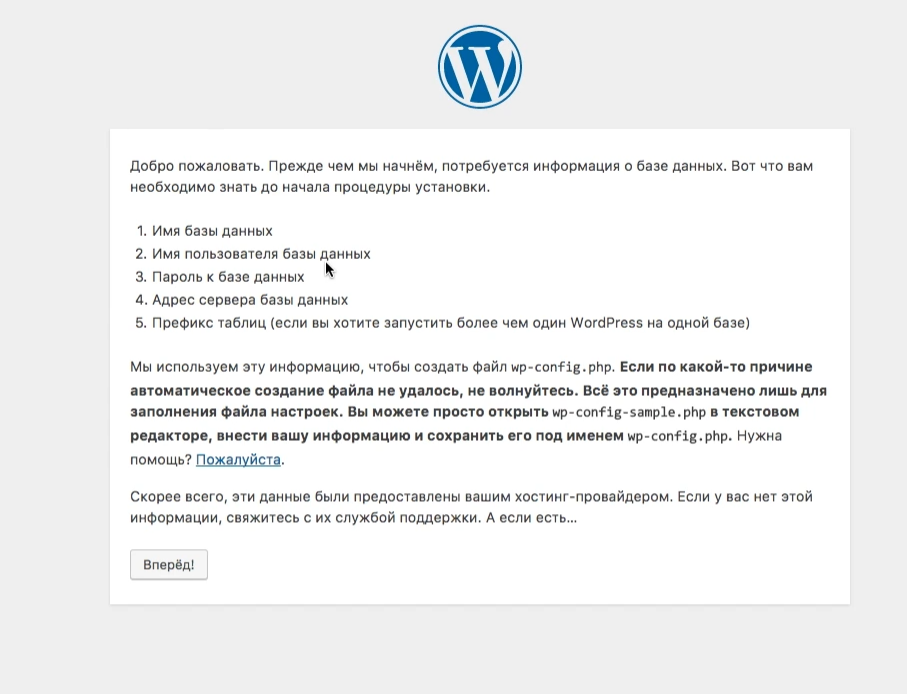 Добро пожаловать. Прежде чем мы начнём, потребуется информация о базе данных. Вот что вам
необходимо знать до начала процедуры установки.
1. Имя базы данных
2. Имя пользователя базы данных
3. Пароль к базе данных
4. Адрес сервера базы данных
5. Префикс таблиц (если вы хотите запустить более чем один WordPress на одной базе)
Мы используем эту информацию, чтобы создать файл wp-config.php. Если по какой-то причине
автоматическое создание файла не удалось, не волнуйтесь. Всё это предназначено лишь для
заполнения файла настроек. Вы можете просто открыть wp-config-sample.php в текстовом
редакторе, внести вашу информацию и сохранить его под именем wp-config.php. Нужна
помощь? Пожалуйста.
Скорее всего, эти данные были предоставлены вашим хостинг-провайдером. Если у вас нет этой
информации, свяжитесь с их службой поддержки. А если есть…
Вперёд!